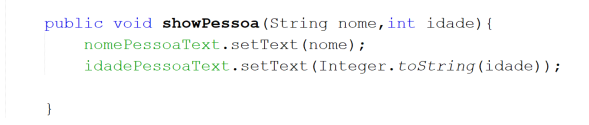 public void showPessoa(String nome,int idade){
nomePessoaText.setText(nome);
idadePessoaText.setText(Integer.toString(idade));
}